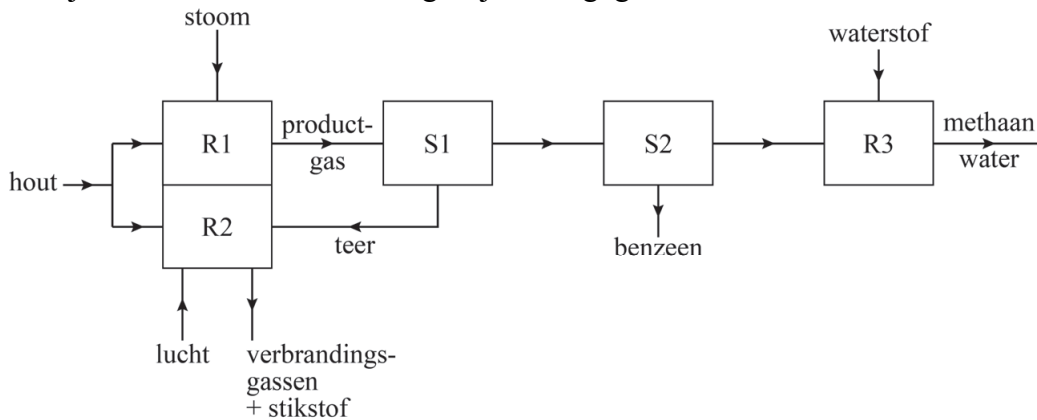 stoom
waterstof
hout
R1
R2
product-
gas
teer
S1
S2
benzeen
R3
methaan
water
lucht
verbrandings-
gassen
+ stikstof